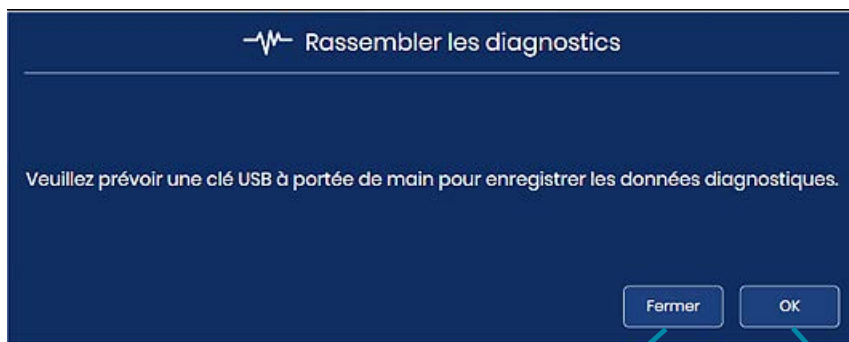 Rassembler les diagnostics
Veuillez prévoir une clé USB à portée de main pour enregistrer les données diagnostiques.
Fermer
OK